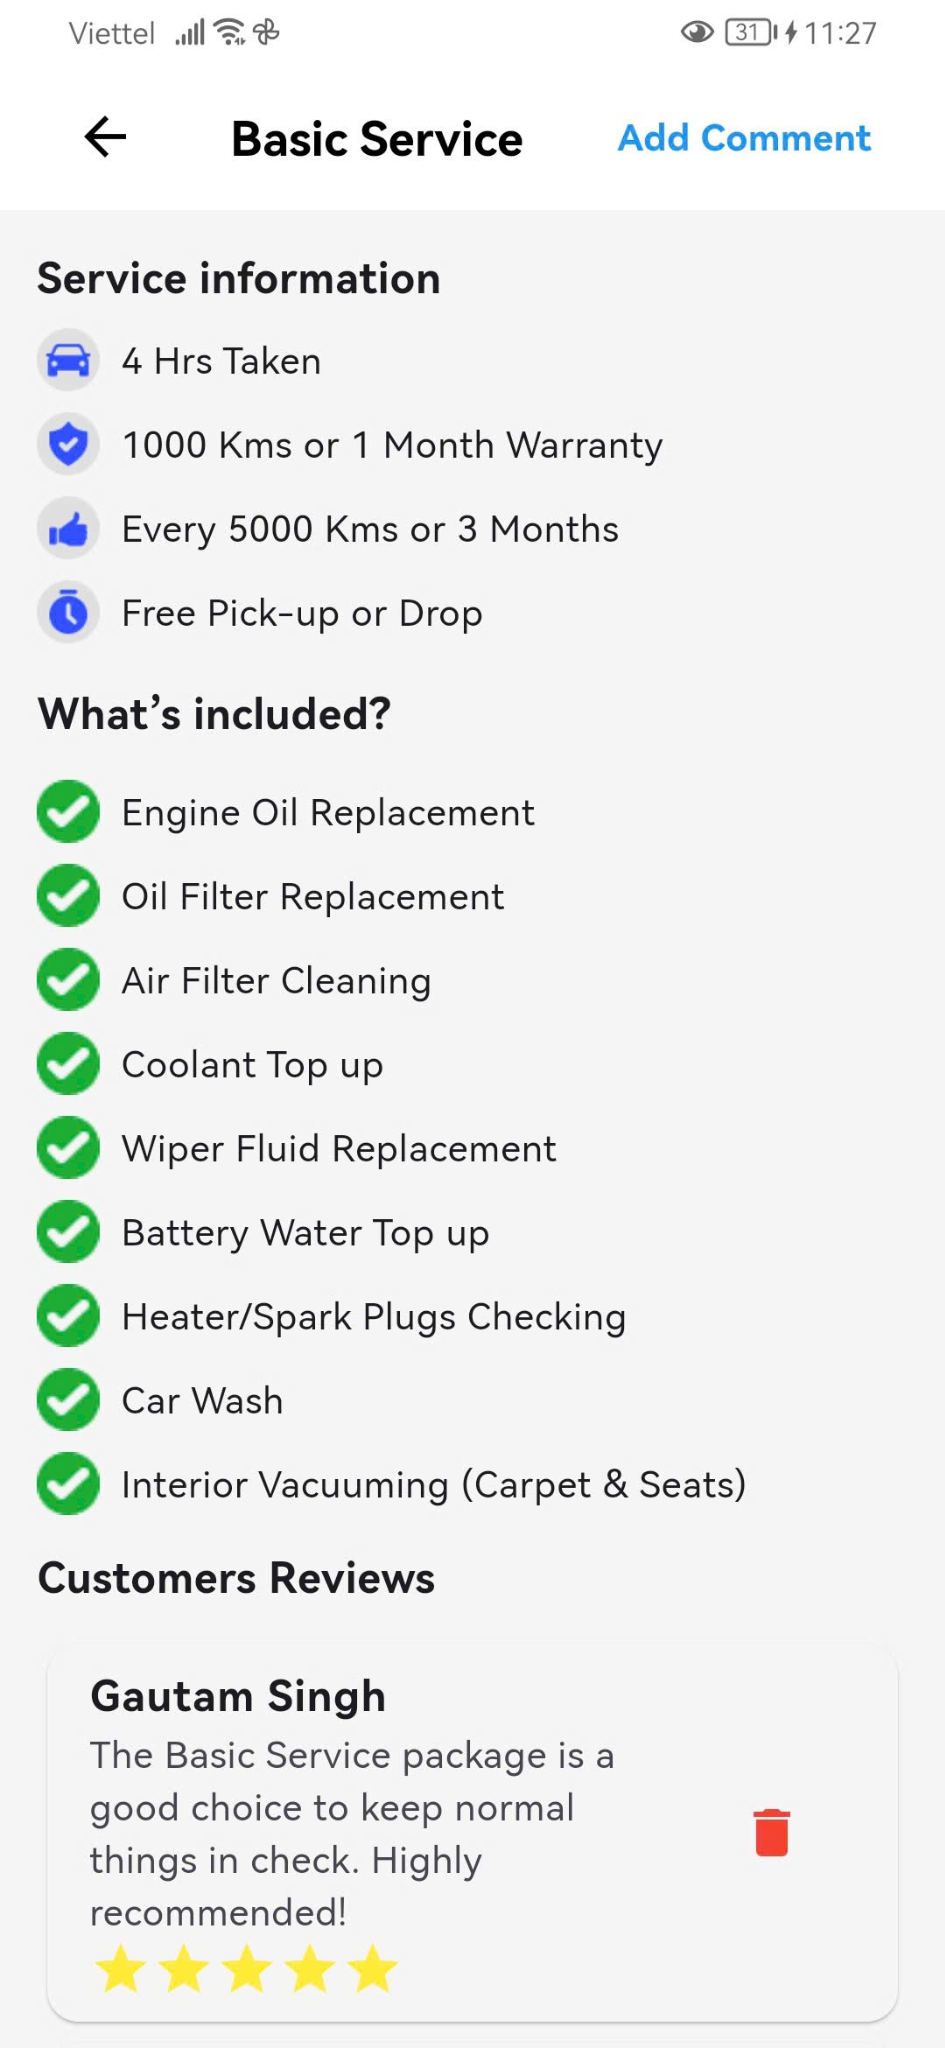 Viettel 31 11:27
Basic Service Add Comment
Service information
4 Hrs Taken
1000 Kms or 1 Month Warranty
Every 5000 Kms or 3 Months
Free Pick-up or Drop
What’s included?
Engine Oil Replacement
Oil Filter Replacement
Air Filter Cleaning
Coolant Top up
Wiper Fluid Replacement
Battery Water Top up
Heater/Spark Plugs Checking
Car Wash
Interior Vacuuming (Carpet & Seats)
Customers Reviews
Gautam Singh
The Basic Service package is a
good choice to keep normal
things in check. Highly
recommended!